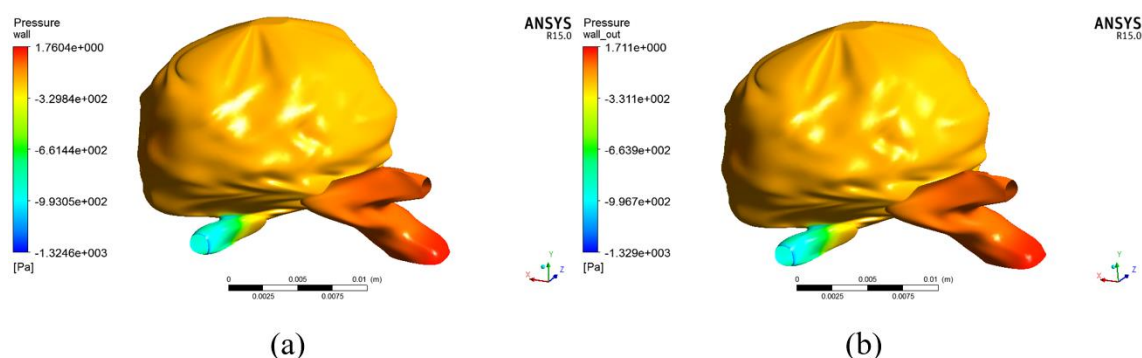 Pressure
wall
1.7604e+000
-3.2984e+002
-6.6144e+002
-9.9305e+002
-1.3246e+003
[Pa]
ANSYS
R15.0
0 0.005 0.01 (m)
0.0025 0.0075
Y
X Z
(a)
Pressure
wall_out
1.711e+000
-3.311e+002
-6.639e+002
-9.967e+002
-1.329e+003
[Pa]
ANSYS
R15.0
0 0.005 0.01 (m)
0.0025 0.0075
Y
X Z
(b)